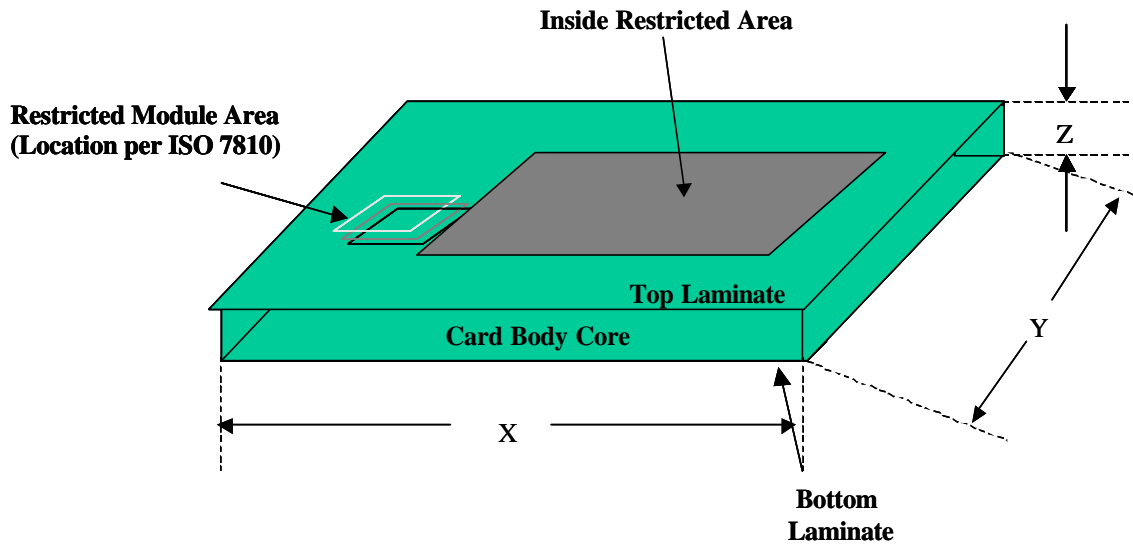 Inside Restricted Area
Restricted Module Area
(Location per ISO 7810)
Z
Top Laminate
Y
Card Body Core
X
Bottom
Laminate